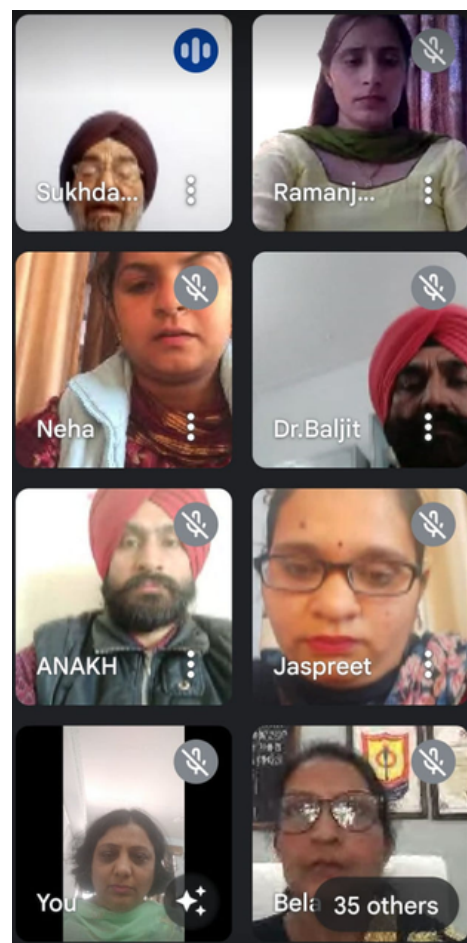 Sukhda...
Ramanj...
Neha
Dr.Baljit
ANAKH
Jaspreet
You
Bela
35 others